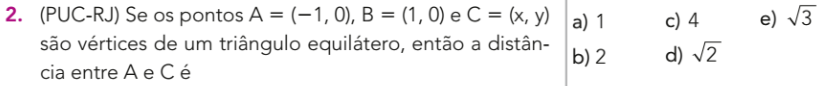 2. (PUC-RJ) Se os pontos A = (−1, 0), B = (1, 0) e C = (x, y)
são vértices de um triângulo equilátero, então a distân-
cia entre A e C é
a) 1 c) 4 e) √3
b) 2 d) √2